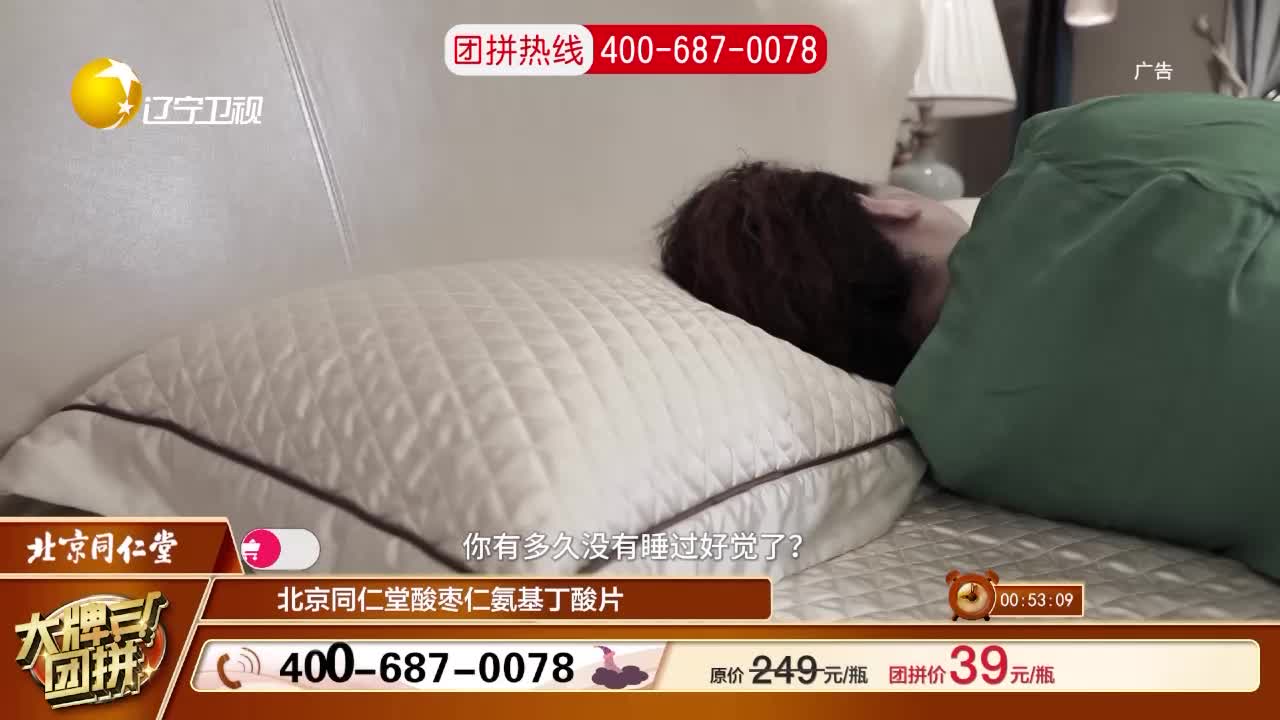 团拼热线 400-687-0078
广告
辽宁卫视
你有多久没有睡过好觉了？
北京同仁堂
北京同仁堂酸枣仁氨基丁酸片
00:53:09
大牌日!
团拼
400-687-0078
原价249元/瓶 团拼价39元/瓶